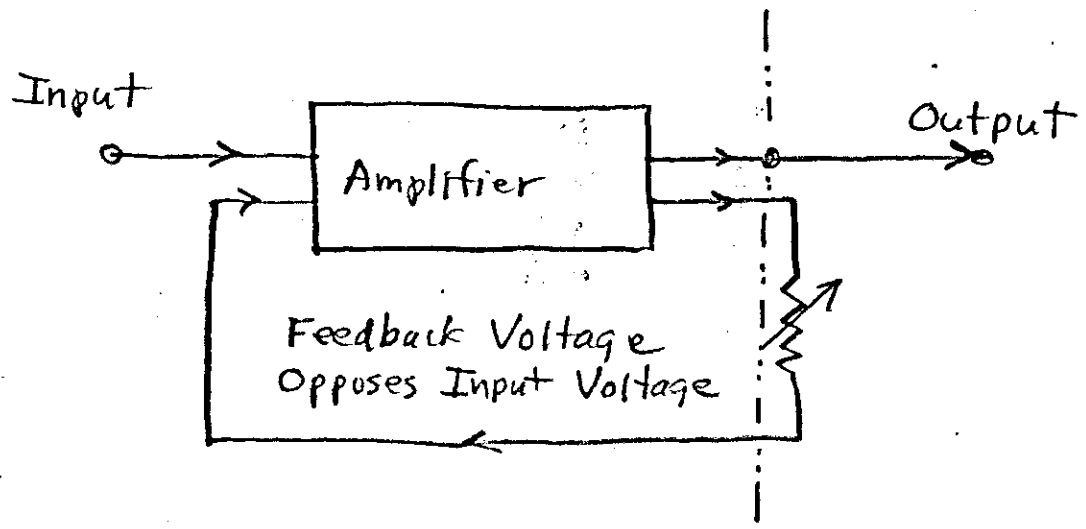 Input
Output
Amplifier
Feedback Voltage
Opposes Input Voltage